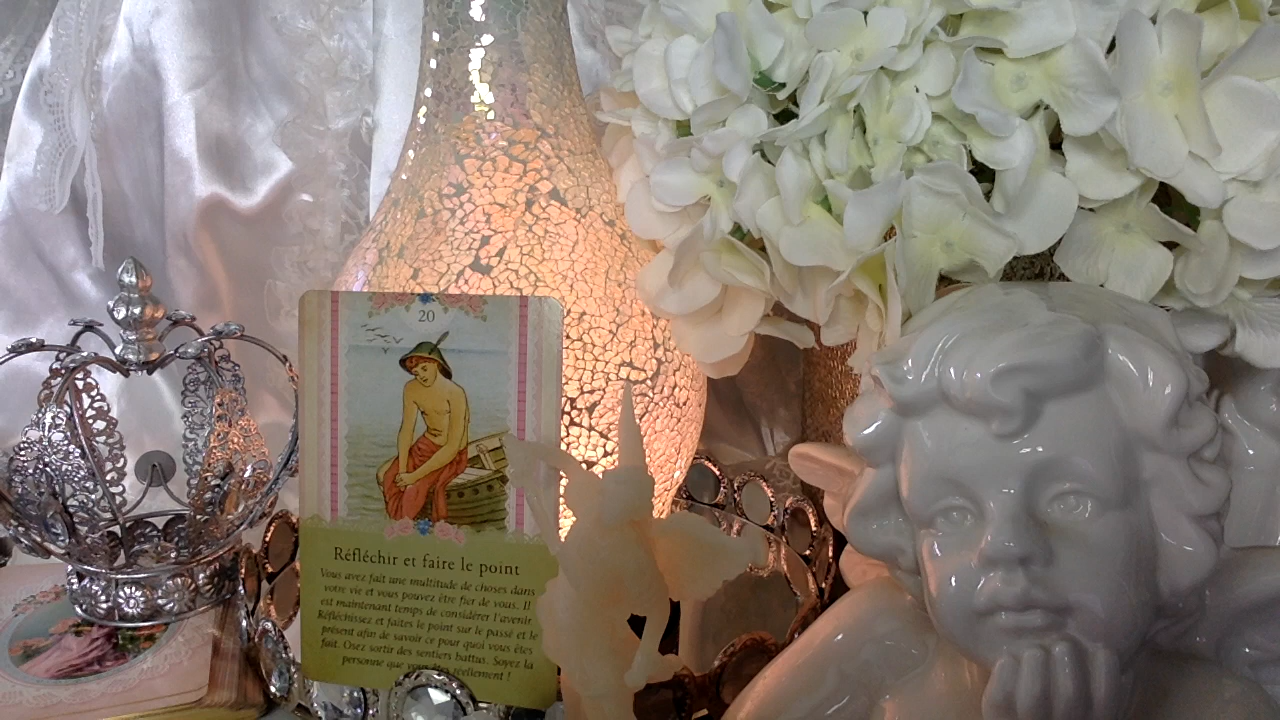 20
Réfléchir et faire le point
Vous avez fait une multitude de choses dans
votre vie et vous pouvez être fier de vous. Il
est maintenant temps de considérer l'avenir.
Réfléchissez et faites le point sur le passé et le
présent afin de savoir ce pour quoi vous êtes
fait. Osez sortir des sentiers battus. Soyez la
personne que vous êtes réellement !